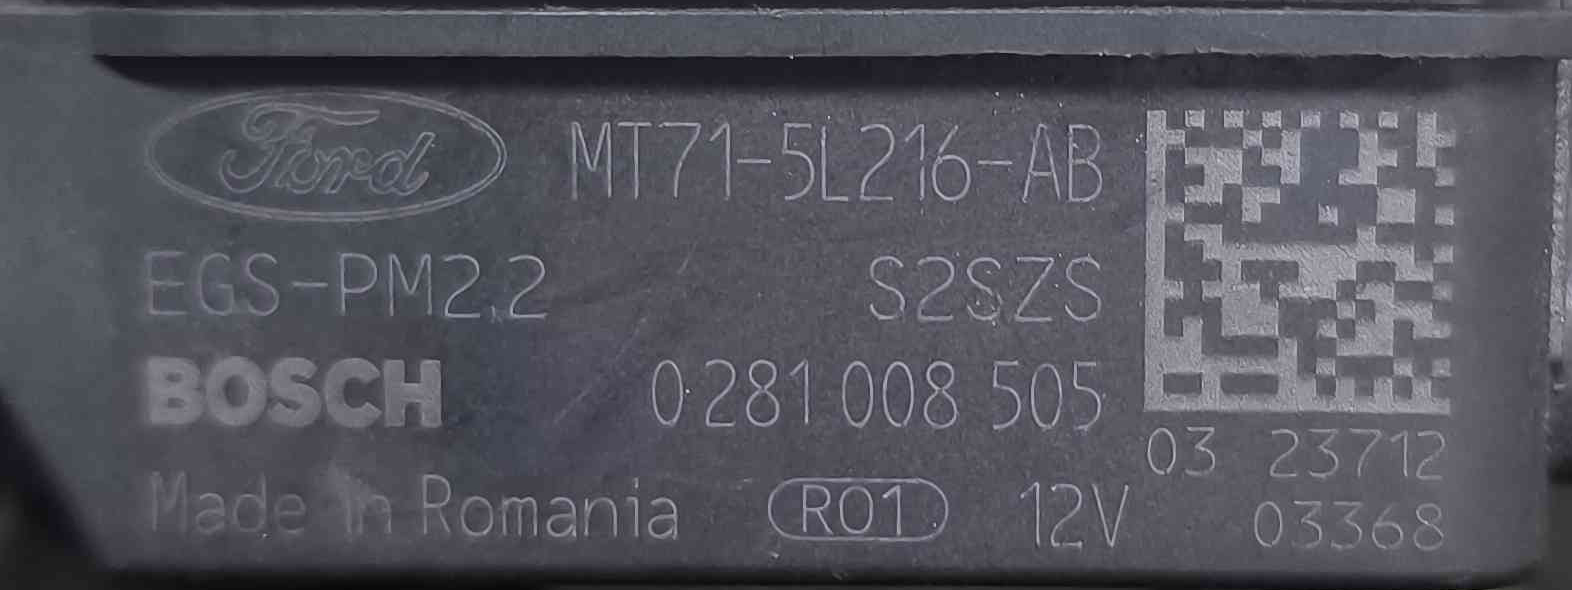 Ford MT71-5L216-AB
EGS-PM2.2 S2SZS
BOSCH 0 281 008 505
03 23712
Made in Romania R01 12V 03368